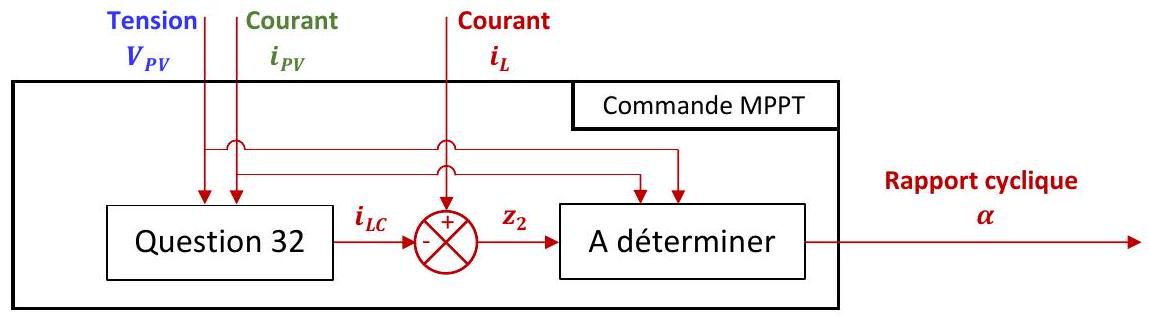 Tension Courant Courant
V_PV i_PV i_L
Commande MPPT
Rapport cyclique
α
i_LC + z_2
Question 32 - A déterminer